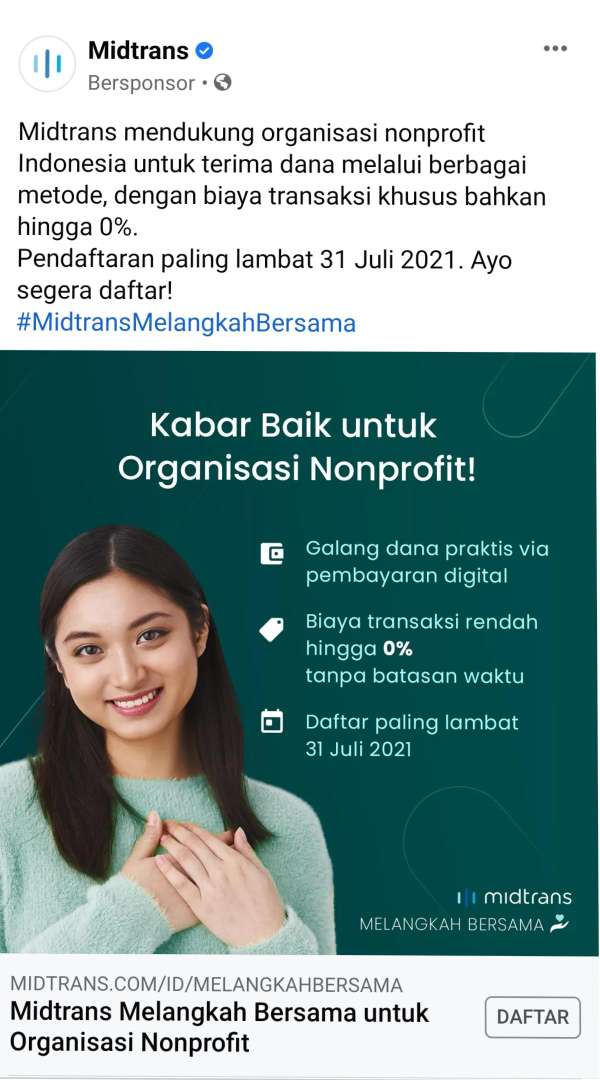 Midtrans
Bersponsor •
Midtrans mendukung organisasi nonprofit
Indonesia untuk terima dana melalui berbagai
metode, dengan biaya transaksi khusus bahkan
hingga 0%.
Pendaftaran paling lambat 31 Juli 2021. Ayo
segera daftar!
#MidtransMelangkahBersama
Kabar Baik untuk
Organisasi Nonprofit!
Galang dana praktis via
pembayaran digital
Biaya transaksi rendah
hingga 0%
tanpa batasan waktu
Daftar paling lambat
31 Juli 2021
midtrans
MELANGKAH BERSAMA
MIDTRANS.COM/ID/MELANGKAHBERSAMA
Midtrans Melangkah Bersama untuk
Organisasi Nonprofit
DAFTAR